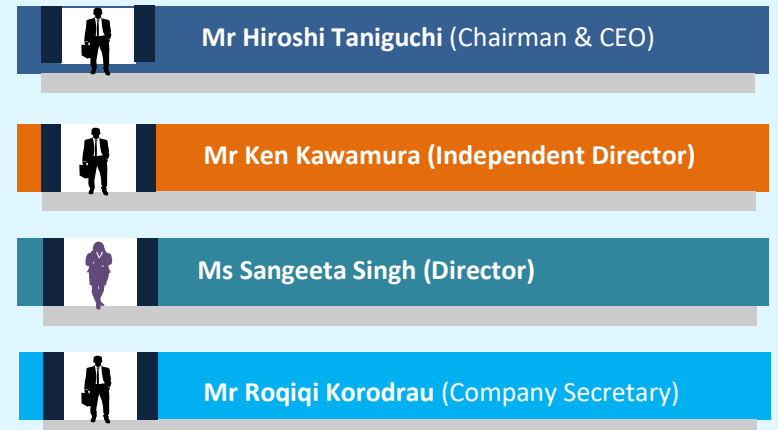 Mr Hiroshi Taniguchi (Chairman & CEO)
Mr Ken Kawamura (Independent Director)
Ms Sangeeta Singh (Director)
Mr Roqiqi Korodrau (Company Secretary)